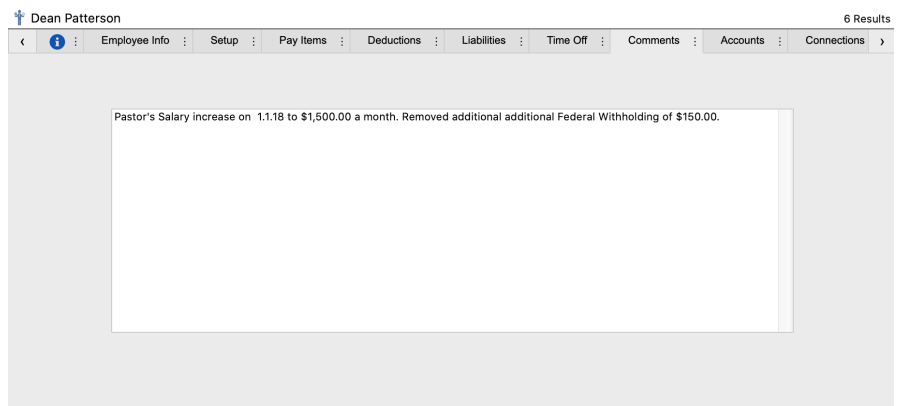 Dean Patterson 6 Results
‹ i : Employee Info : Setup : Pay Items : Deductions : Liabilities : Time Off : Comments : Accounts : Connections ›
Pastor's Salary increase on  1.1.18 to $1,500.00 a month. Removed additional additional Federal Withholding of $150.00.